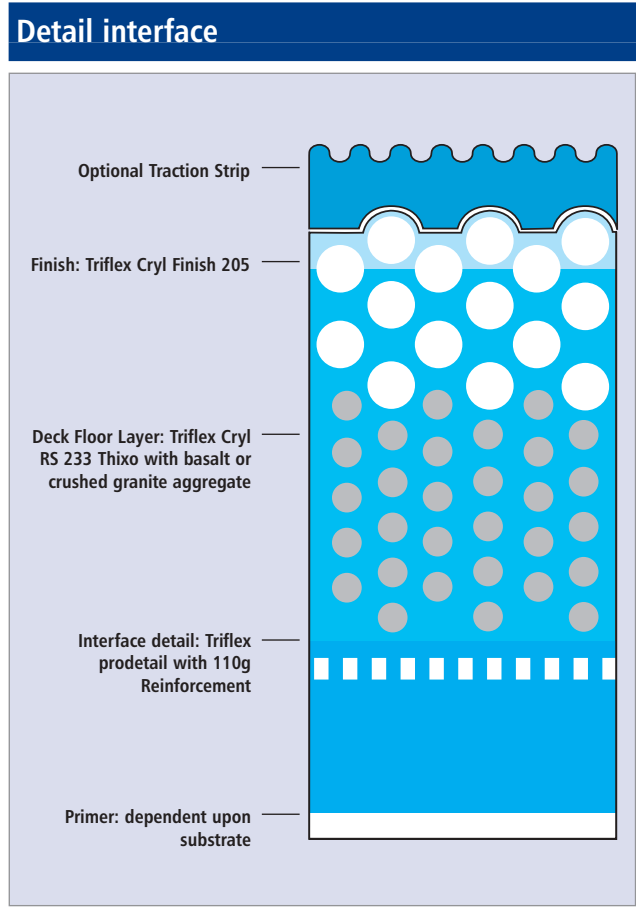 Detail interface
Optional Traction Strip
Finish: Triflex Cryl Finish 205
Deck Floor Layer: Triflex Cryl
RS 233 Thixo with basalt or
crushed granite aggregate
Interface detail: Triflex
prodetail with 110g
Reinforcement
Primer: dependent upon
substrate